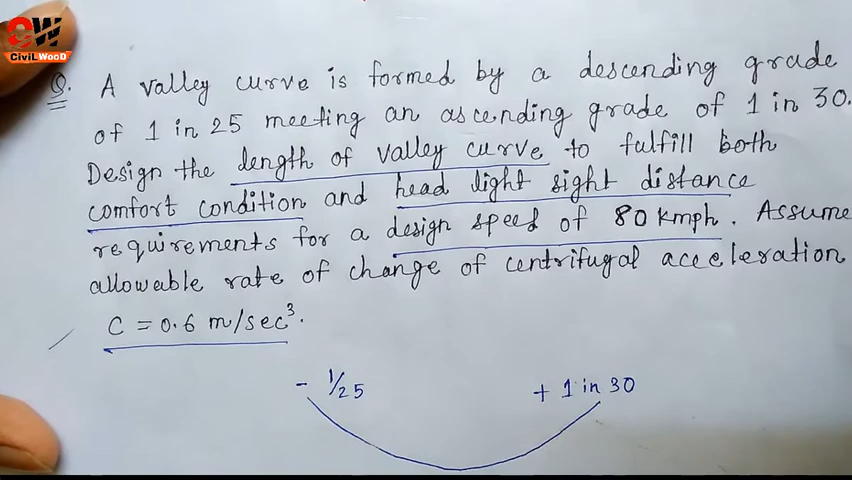 CW
CIVIL WOOD
Q. A valley curve is formed by a descending grade
of 1 in 25 meeting an ascending grade of 1 in 30.
Design the length of valley curve to fulfill both
comfort condition and head light sight distance
requirements for a design speed of 80 kmph. Assume
allowable rate of change of centrifugal acceleration
C = 0.6 m/sec³.
- 1/25 + 1 in 30